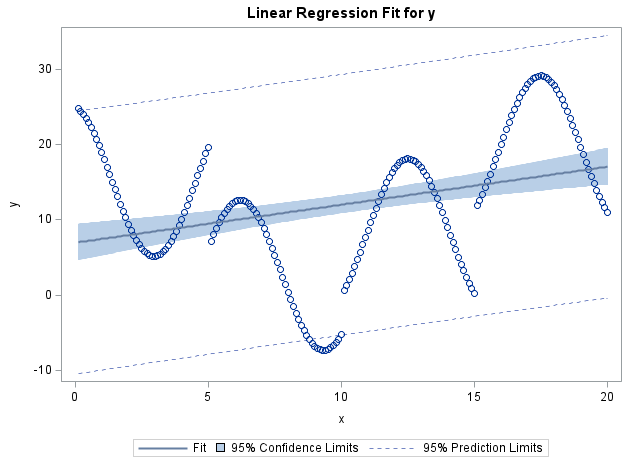 Linear Regression Fit for y
30
20
10
0
-10
y
0 5 10 15 20
x
Fit 95% Confidence Limits 95% Prediction Limits